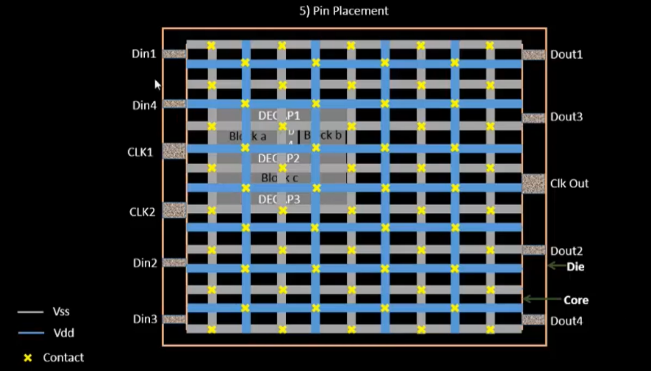 5) Pin Placement
Din1
Dout1
Din4
DECAP1
Dout3
Block a
Block b
CLK1
DECAP2
Block c
Clk Out
CLK2
DECAP3
Dout2
Din2
Die
Core
Vss
Din3
Dout4
Vdd
Contact